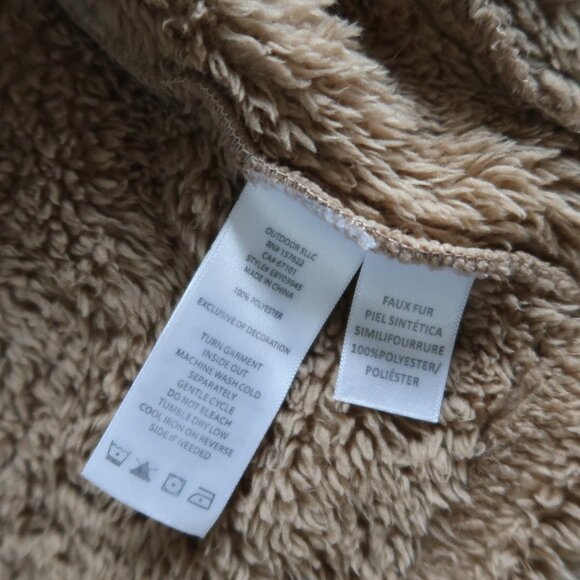 OUTDOOR 5LLC
RN# 157622
CA# 67101
STYLE# EBY03945
MADE IN CHINA
100% POLYESTER
EXCLUSIVE OF DECORATION
TURN GARMENT
INSIDE OUT
MACHINE WASH COLD
SEPARATELY
GENTLE CYCLE
DO NOT BLEACH
TUMBLE DRY LOW
COOL IRON ON REVERSE
SIDE IF NEEDED
FAUX FUR
PIEL SINTÉTICA
SIMILIFOURRURE
100%POLYESTER/
POLIÉSTER